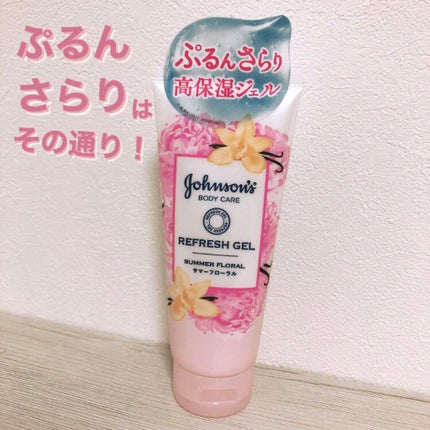 ぷるん
さらりは
その通り！
ぷるんさらり
高保湿ジェル
Johnson's
BODY CARE
REFRESH GEL
REFRESH GEL
SUMMER FLORAL
サマーフローラル